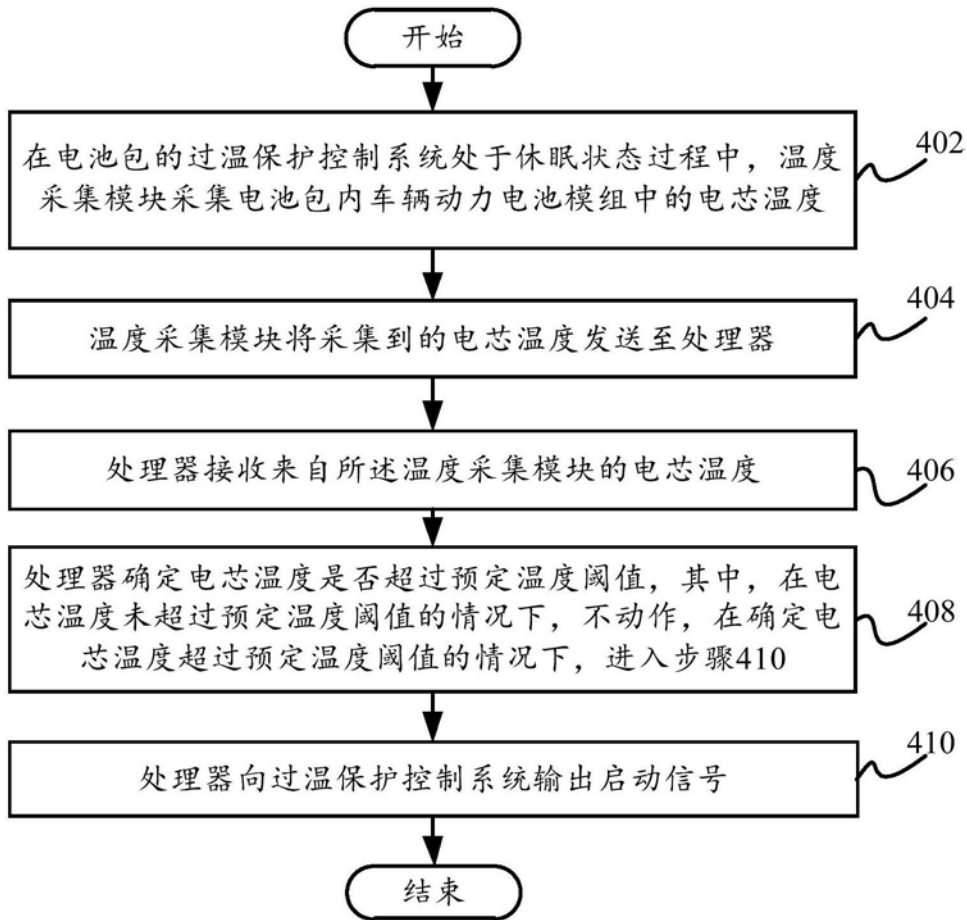 开始
在电池包的过温保护控制系统处于休眠状态过程中，温度
采集模块采集电池包内车辆动力电池模组中的电芯温度
402
温度采集模块将采集到的电芯温度发送至处理器
404
处理器接收来自所述温度采集模块的电芯温度
406
处理器确定电芯温度是否超过预定温度阈值，其中，在电
芯温度未超过预定温度阈值的情况下，不动作，在确定电
芯温度超过预定温度阈值的情况下，进入步骤410
408
处理器向过温保护控制系统输出启动信号
410
结束